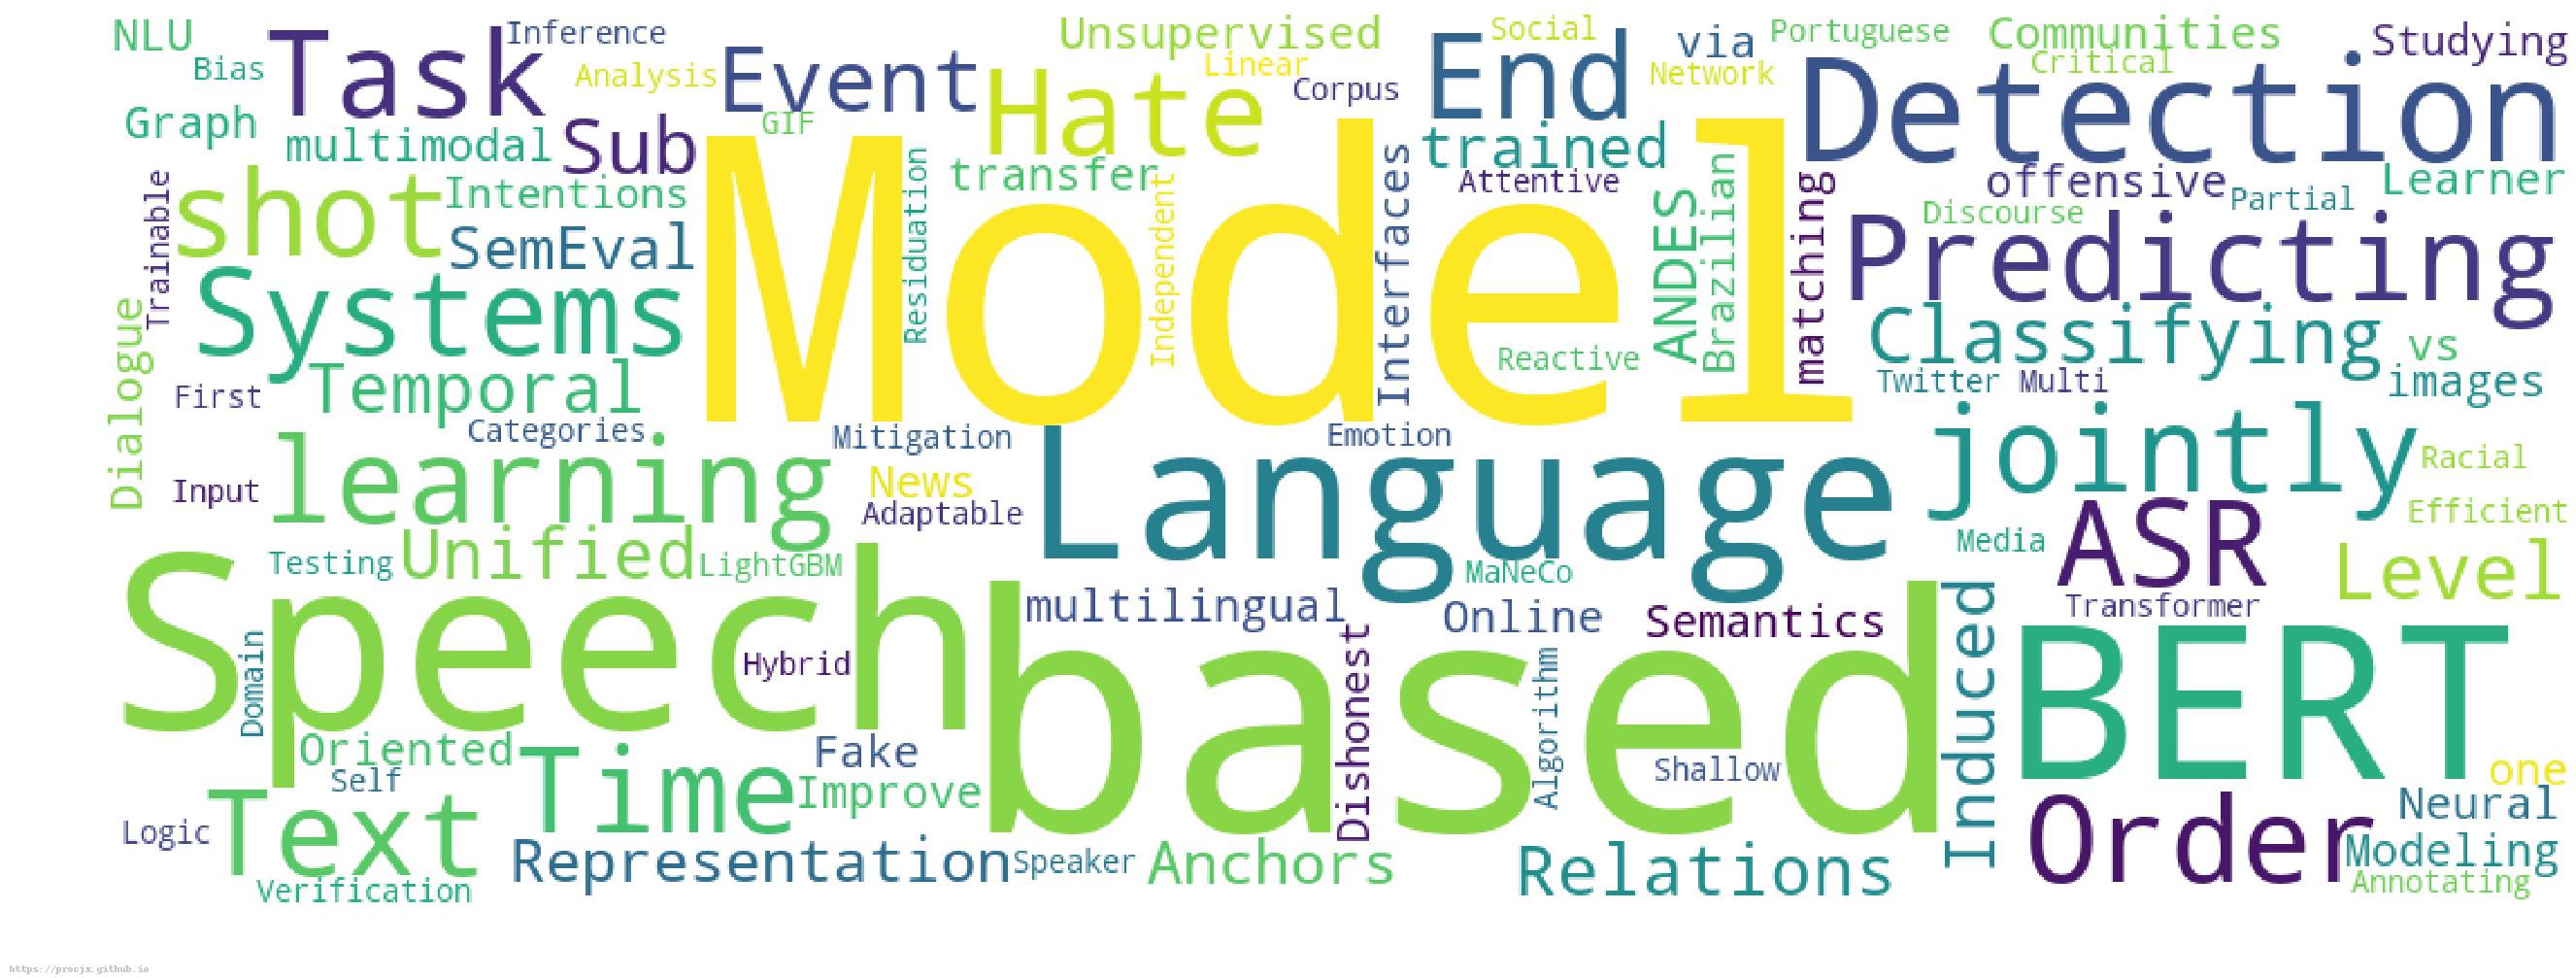 NLU
Task
Inference
Unsupervised
End
Social
via
Portuguese
Communities
Studying
Bias
Analysis
Event
Hate
Linear
Corpus
Network
Critical
Detection
Graph
multimodal
Sub
GIF
trained
shot
Intentions
transfer
Attentive
offensive
Partial
Learner
Trainable
SemEval
Residuation
Independent
Interfaces
ANDES
Brazilian
matching
Discourse
Predicting
Systems
Model
Dialogue
Temporal
Reactive
Classifying
vs
First
Twitter
Multi
images
Categories
Mitigation
Emotion
learning
News
Language
jointly
Racial
Input
Adaptable
Efficient
Testing
Unified
LightGBM
MaNeCo
Media
ASR
Level
Speech
multilingual
Online
Semantics
Transformer
Domain
Hybrid
based
Dishonest
Algorithm
Induced
BERT
Oriented
Time
Fake
Shallow
one
Self
Improve
Neural
Logic
Text
Representation
Speaker
Anchors
Relations
Order
Modeling
Verification
Annotating
https://procjx.github.io